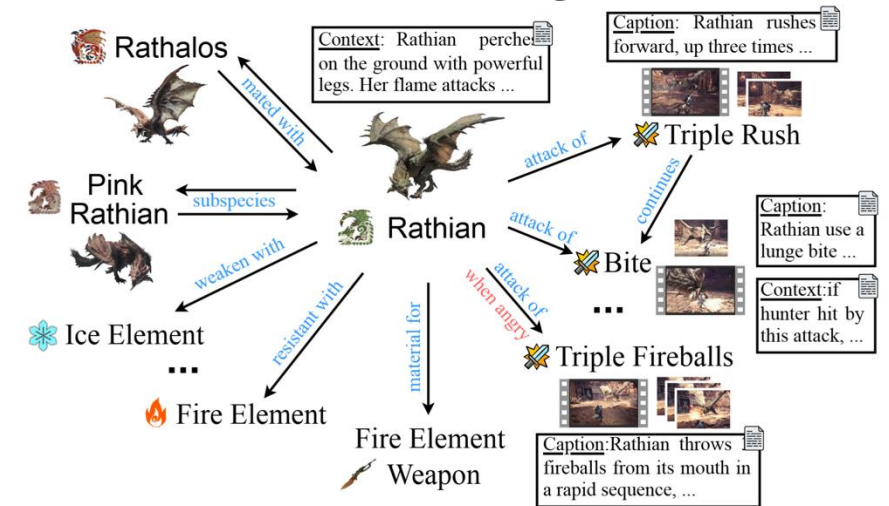 Rathalos
Context: Rathian perches
on the ground with powerful
legs. Her flame attacks ...
Caption: Rathian rushes
forward, up three times ...
mated with
attack of
Triple Rush
Pink
Rathian
subspecies
Rathian
continues
attack of
Bite
Caption:
Rathian use a
lunge bite ...
weaken with
Ice Element
...
resistant with
Fire Element
material for
Fire Element
Weapon
attack of
when angry
...
Triple Fireballs
Context:if
hunter hit by
this attack, ...
Caption:Rathian throws
fireballs from its mouth in
a rapid sequence, ...